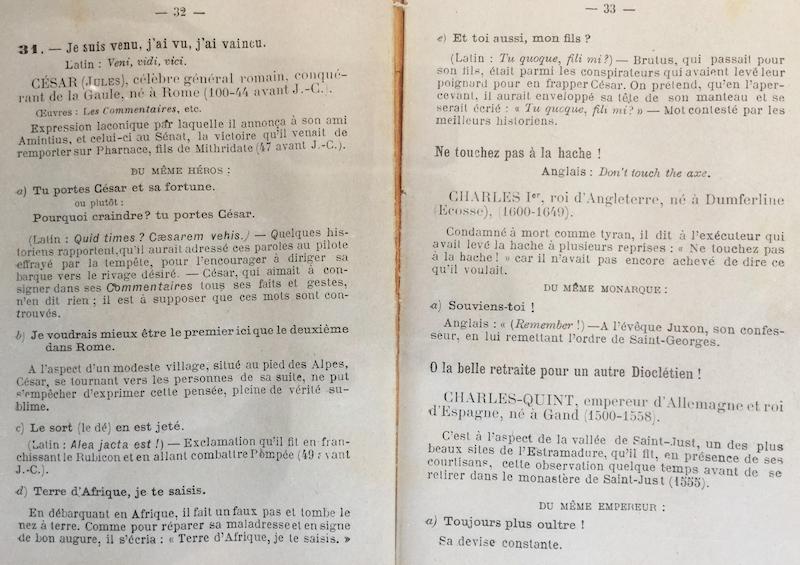 — 32 —
31. — Je suis venu, j'ai vu, j'ai vaincu.
Latin : Veni, vidi, vici.
CÉSAR (JULES), célèbre général romain, conqué-
rant de la Gaule, né à Rome (100-44 avant J.-C.).
Œuvres : Les Commentaires, etc.
Expression laconique par laquelle il annonça à son ami
Amintius, et celui-ci au Sénat, la victoire qu'il venait de
remporter sur Pharnace, fils de Mithridate (47 avant J.-C.).
DU MÊME HÉROS :
a) Tu portes César et sa fortune.
ou plutôt :
Pourquoi craindre? tu portes César.
(Latin : Quid times ? Cæsarem vehis.) — Quelques his-
toriens rapportent, qu'il aurait adressé ces paroles au pilote
effrayé par la tempête, pour l'encourager à diriger sa
barque vers le rivage désiré. — César, qui aimait à con-
signer dans ses Commentaires tous ses faits et gestes,
n'en dit rien ; il est à supposer que ces mots sont con-
trouvés.
b) Je voudrais mieux être le premier ici que le deuxième
dans Rome.
A l'aspect d'un modeste village, situé au pied des Alpes,
César, se tournant vers les personnes de sa suite, ne put
s'empêcher d'exprimer cette pensée, pleine de vérité su-
blime.
c) Le sort (le dé) en est jeté.
(Latin : Alea jacta est !) — Exclamation qu'il fit en fran-
chissant le Rubicon et en allant combattre Pompée (49 avant
J.-C.).
d) Terre d'Afrique, je te saisis.
En débarquant en Afrique, il fait un faux pas et tombe le
nez à terre. Comme pour réparer sa maladresse et en signe
de bon augure, il s'écria : « Terre d'Afrique, je te saisis. »
— 33 —
e) Et toi aussi, mon fils ?
(Latin : Tu quoque, fili mi?) — Brutus, qui passait pour
son fils, était parmi les conspirateurs qui avaient levé leur
poignard pour en frapper César. On prétend, qu'en l'aper-
cevant, il aurait enveloppé sa tête de son manteau et se
serait écrié : « Tu quoque, fili mi? » — Mot contesté par les
meilleurs historiens.
Ne touchez pas à la hache !
Anglais : Don't touch the axe.
CHARLES Ier, roi d'Angleterre, né à Dumferline
(Ecosse), (1600-1649).
Condamné à mort comme tyran, il dit à l'exécuteur qui
avait levé la hache à plusieurs reprises : « Ne touchez pas
à la hache ! » car il n'avait pas encore achevé de dire ce
qu'il voulait.
DU MÊME MONARQUE :
a) Souviens-toi !
Anglais : « (Remember !) — A l'évêque Juxon, son confes-
seur, en lui remettant l'ordre de Saint-Georges.
O la belle retraite pour un autre Dioclétien !
CHARLES-QUINT, empereur d'Allemagne et roi
d'Espagne, né à Gand (1500-1558).
C'est à l'aspect de la vallée de Saint-Just, un des plus
beaux sites de l'Estramadure, qu'il fit, en présence de ses
courtisans, cette observation quelque temps avant de se
retirer dans le monastère de Saint-Just (1555).
DU MÊME EMPEREUR :
a) Toujours plus oultre !
Sa devise constante.